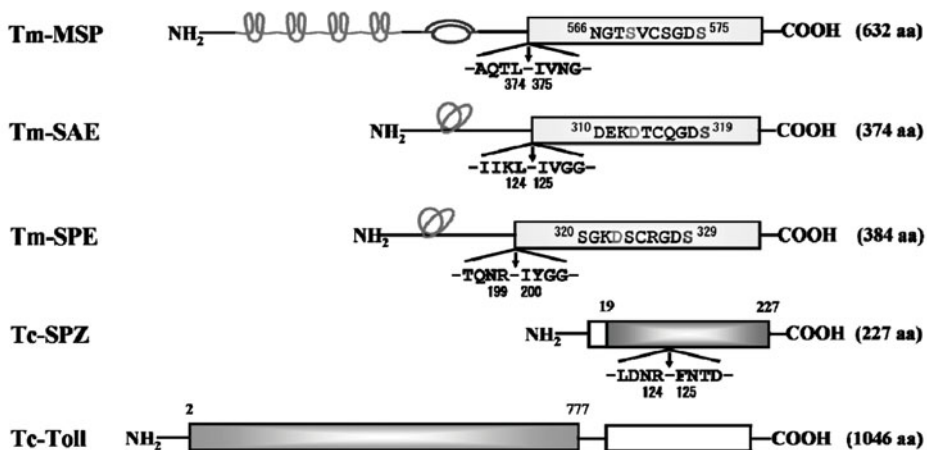 Tm-MSP NH2 566 NGTSVCSGDS 575 COOH (632 aa)
-AQTL-IVNG-
374 375
Tm-SAE NH2 310 DEKDTCQGDS 319 COOH (374 aa)
-IIKL-IVGG-
124 125
Tm-SPE NH2 320 SGKDSCRGDS 329 COOH (384 aa)
-TQNR-IYGG-
199 200
19 227
Tc-SPZ NH2 COOH (227 aa)
-LDNR-FNTD-
124 125
2 777
Tc-Toll NH2 COOH (1046 aa)